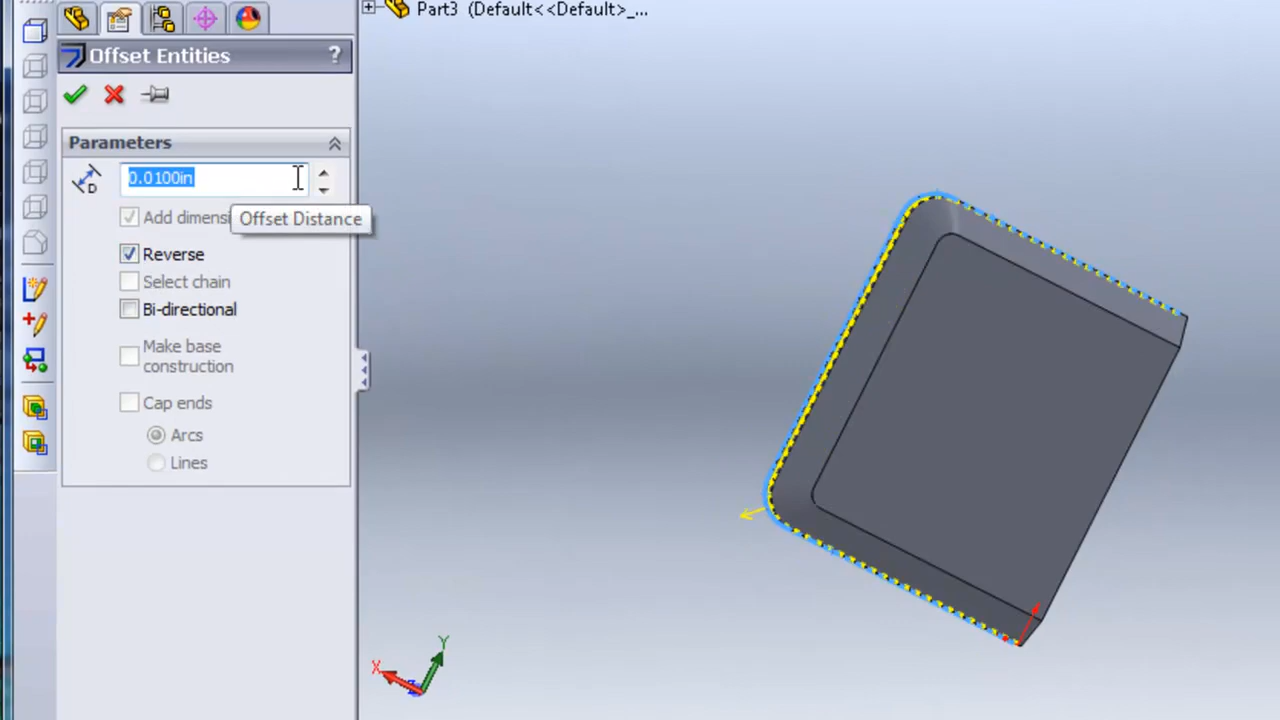 Part3 (Default<<Default>_...
Offset Entities ?
Parameters
D 0.0100in
Add dimensi
Offset Distance
Reverse
Select chain
Bi-directional
Make base
construction
Cap ends
Arcs
Lines
Y
X
Z